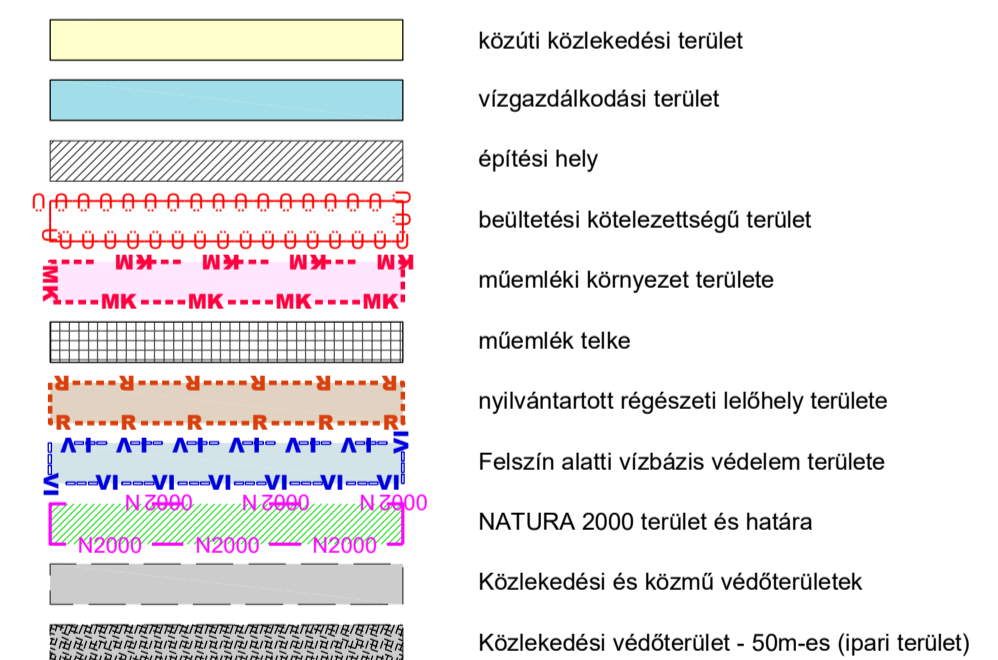 közúti közlekedési terület
vízgazdálkodási terület
építési hely
beültetési kötelezettségű terület
MK MK MK MK
műemléki környezet területe
MK MK MK MK MK
műemlék telke
R R R R R R
nyilvántartott régészeti lelőhely területe
R R R R R R
VI VI VI VI VI VI VI
Felszín alatti vízbázis védelem területe
VI VI VI VI VI VI VI
N2000 N2000 N2000
NATURA 2000 terület és határa
N2000 N2000 N2000
Közlekedési és közmű védőterületek
Közlekedési védőterület - 50m-es (ipari terület)